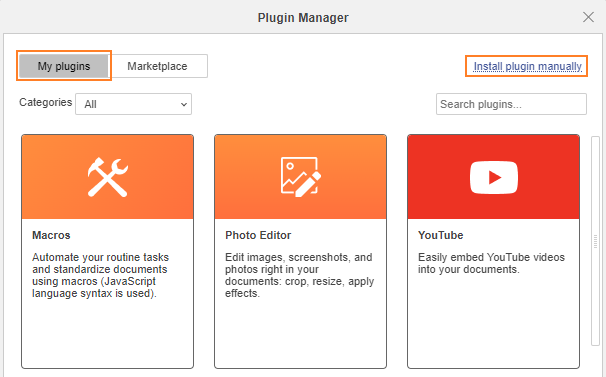 Plugin Manager
My plugins
Marketplace
Install plugin manually
Categories
All
Search plugins...
Macros
Automate your routine tasks
and standardize documents
using macros (JavaScript
language syntax is used).
Photo Editor
Edit images, screenshots, and
photos right in your
documents: crop, resize, apply
effects.
YouTube
Easily embed YouTube videos
into your documents.